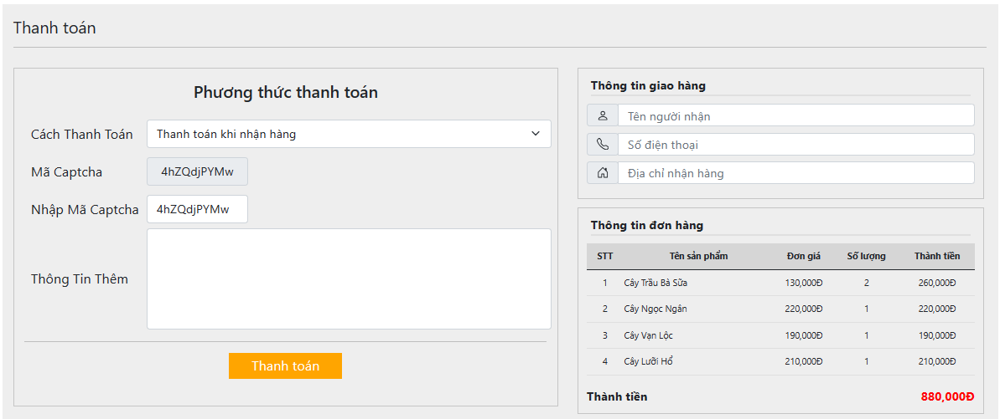 Thanh toán
Phương thức thanh toán
Cách Thanh Toán Thanh toán khi nhận hàng
Mã Captcha 4hZQdjPYMw
Nhập Mã Captcha 4hZQdjPYMw
Thông Tin Thêm
Thanh toán
Thông tin giao hàng
Tên người nhận
Số điện thoại
Địa chỉ nhận hàng
Thông tin đơn hàng
STT Tên sản phẩm Đơn giá Số lượng Thành tiền
1 Cây Trầu Bà Sữa 130,000Đ 2 260,000Đ
2 Cây Ngọc Ngân 220,000Đ 1 220,000Đ
3 Cây Vạn Lộc 190,000Đ 1 190,000Đ
4 Cây Lưỡi Hổ 210,000Đ 1 210,000Đ
Thành tiền 880,000Đ